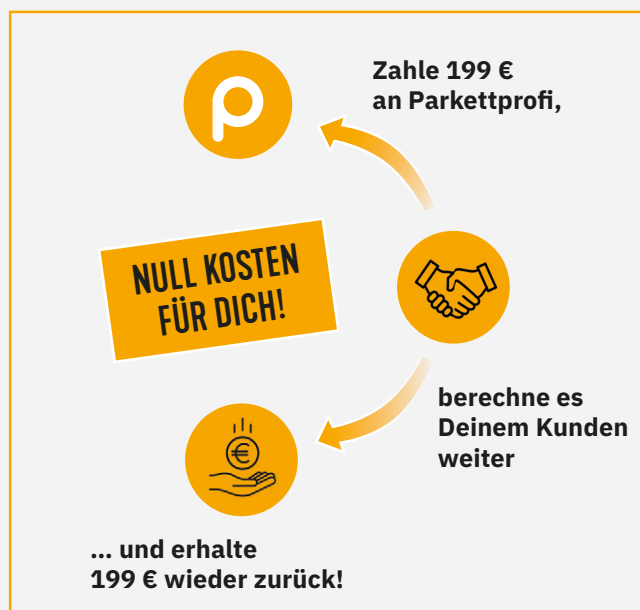 Zahle 199 €
an Parkettprofi,
NULL KOSTEN
FÜR DICH!
berechne es
Deinem Kunden
weiter
... und erhalte
199 € wieder zurück!